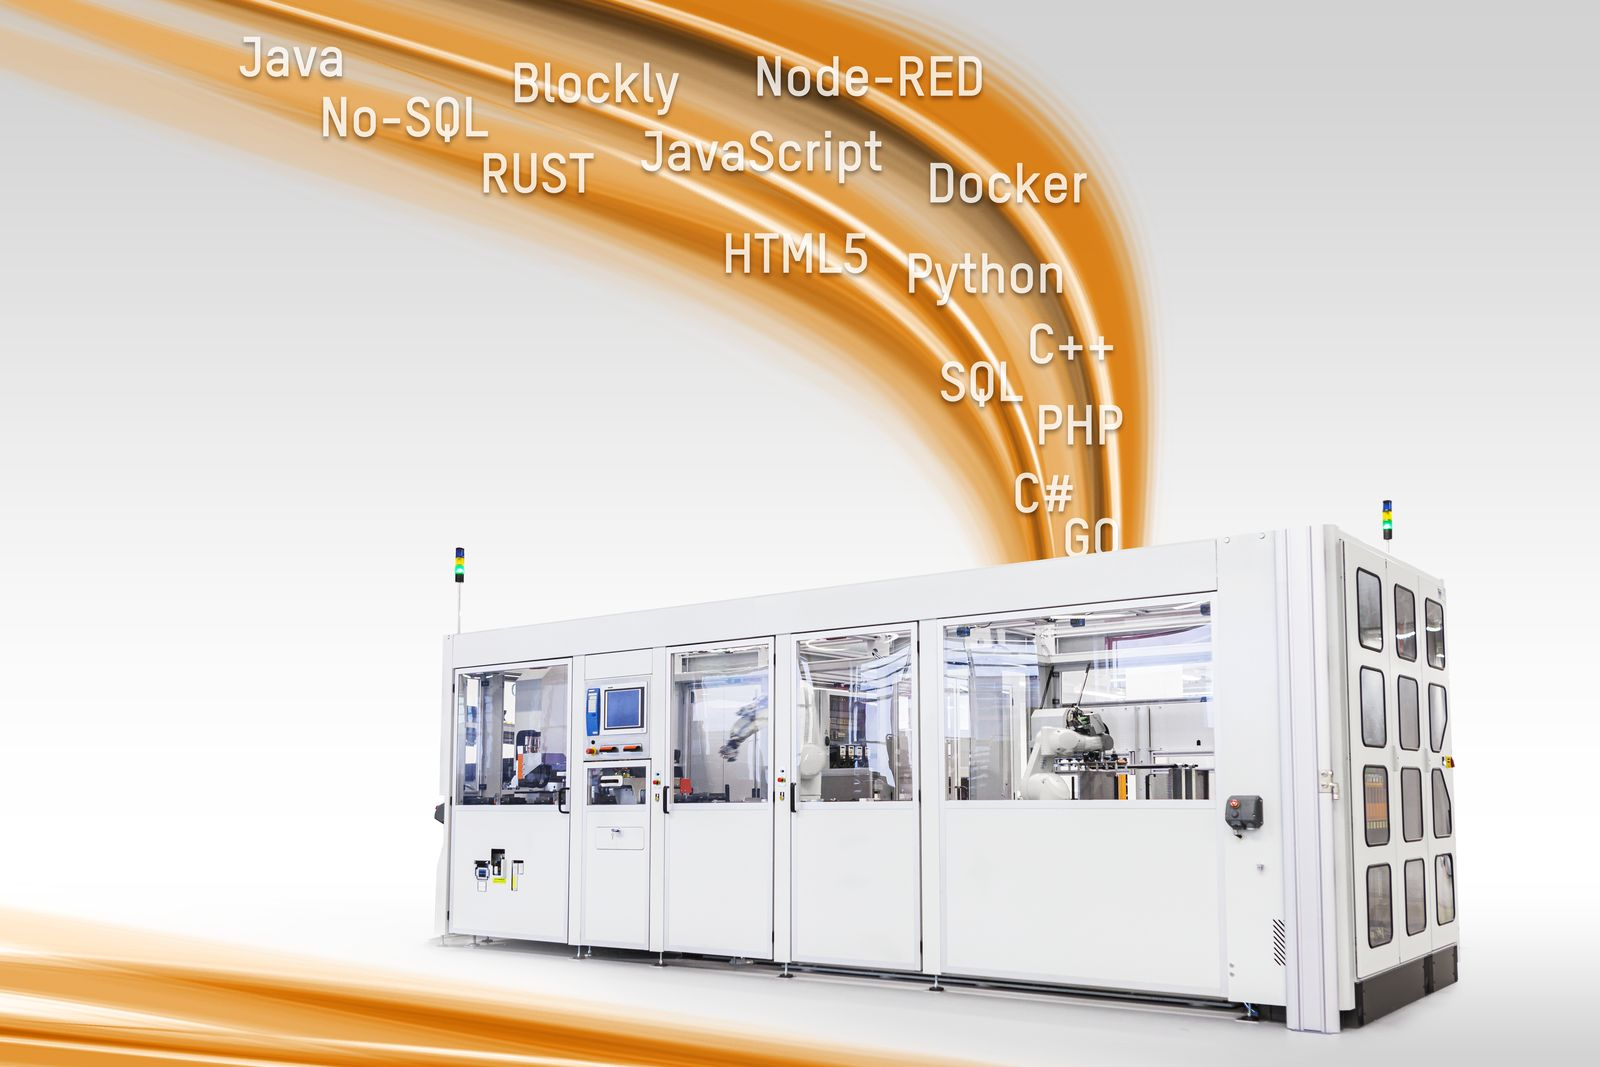 Java
Blockly
Node-RED
No-SQL
JavaScript
RUST
Docker
HTML5
Python
C++
SQL
PHP
C#
GO